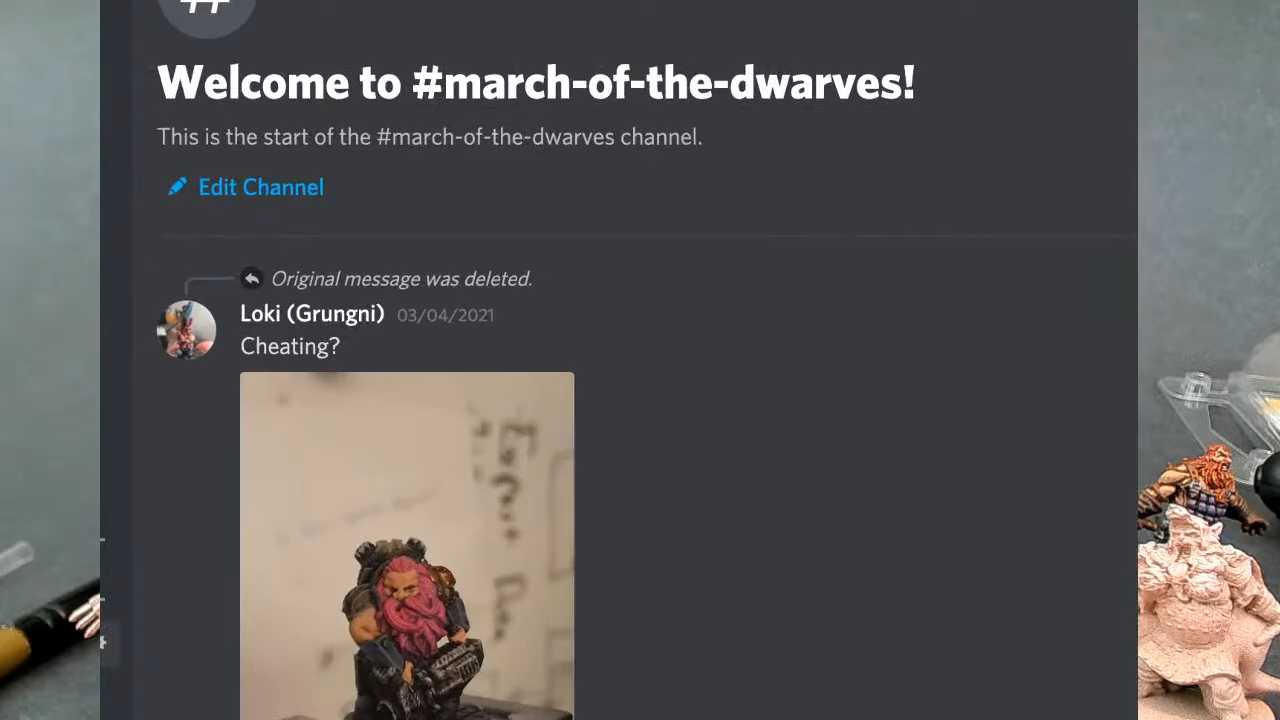 #
Welcome to #march-of-the-dwarves!
This is the start of the #march-of-the-dwarves channel.
Edit Channel
Original message was deleted.
Loki (Grungni) 03/04/2021
Cheating?